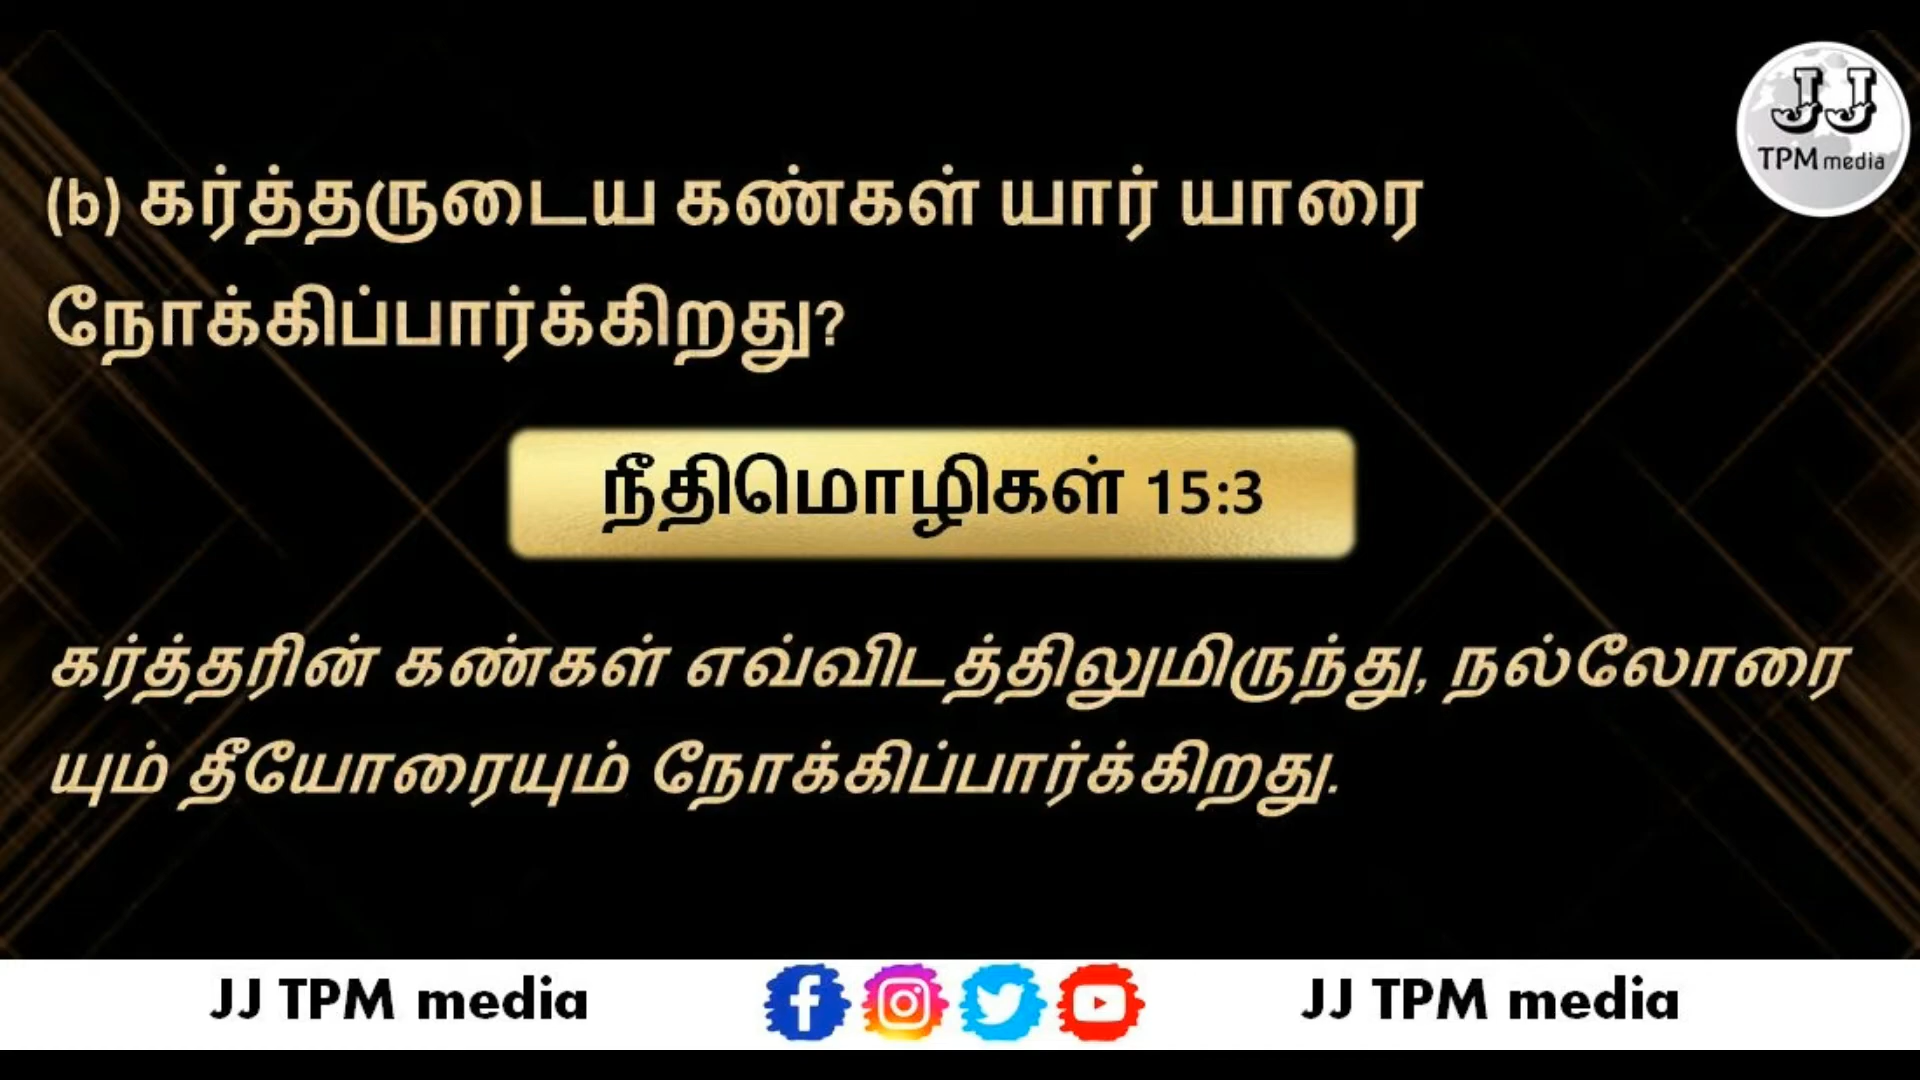 JJ
TPM media
(b) கர்த்தருடைய கண்கள் யார் யாரை
நோக்கிப்பார்க்கிறது?
நீதிமொழிகள் 15:3
கர்த்தரின் கண்கள் எவ்விடத்திலுமிருந்து, நல்லோரை
யும் தீயோரையும் நோக்கிப்பார்க்கிறது.
JJ TPM media JJ TPM media